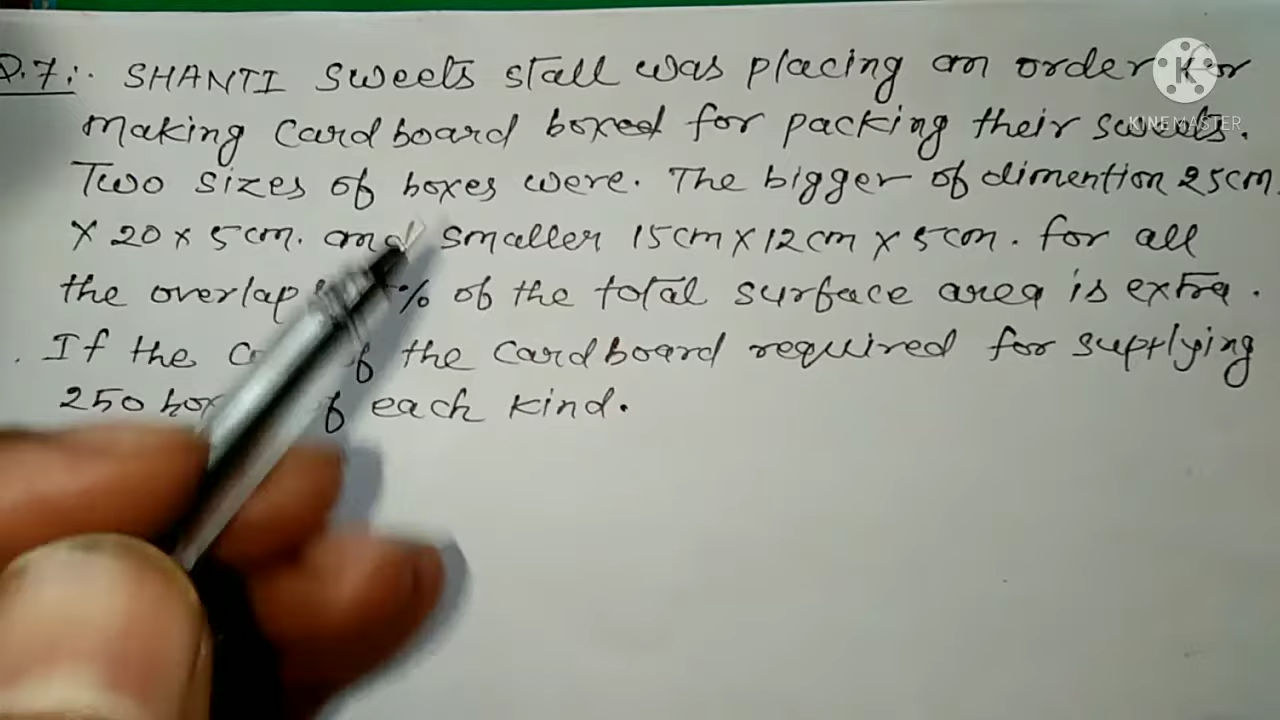 Q.7:. SHANTI sweets stall was placing an order for
making cardboard boxed for packing their sweets.
Two sizes of boxes were. The bigger of dimention 25cm
× 20 × 5cm. and smaller 15cm × 12cm × 5cm. for all
the overlap % of the total surface area is extra.
. If the of the cardboard required for supplying
250 of each kind.
KINEMASTER
K